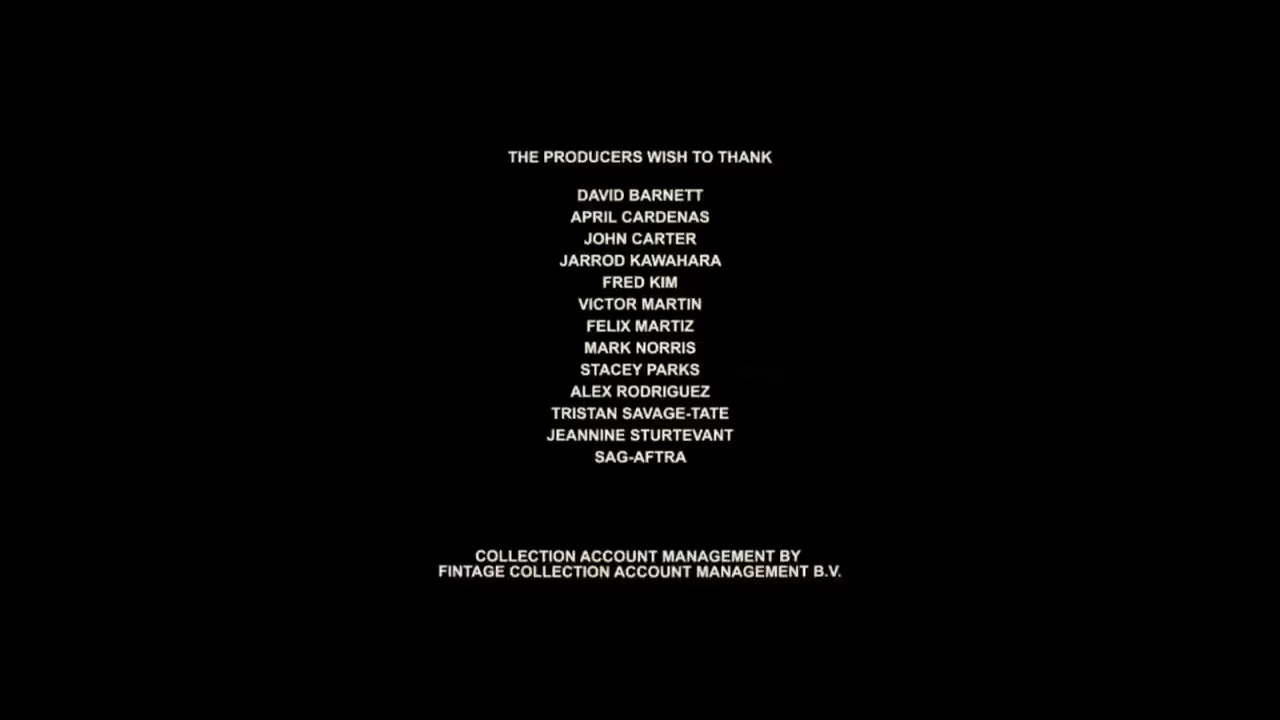 THE PRODUCERS WISH TO THANK
DAVID BARNETT
APRIL CARDENAS
JOHN CARTER
JARROD KAWAHARA
FRED KIM
VICTOR MARTIN
FELIX MARTIZ
MARK NORRIS
STACEY PARKS
ALEX RODRIGUEZ
TRISTAN SAVAGE-TATE
JEANNINE STURTEVANT
SAG-AFTRA
COLLECTION ACCOUNT MANAGEMENT BY
FINTAGE COLLECTION ACCOUNT MANAGEMENT B.V.